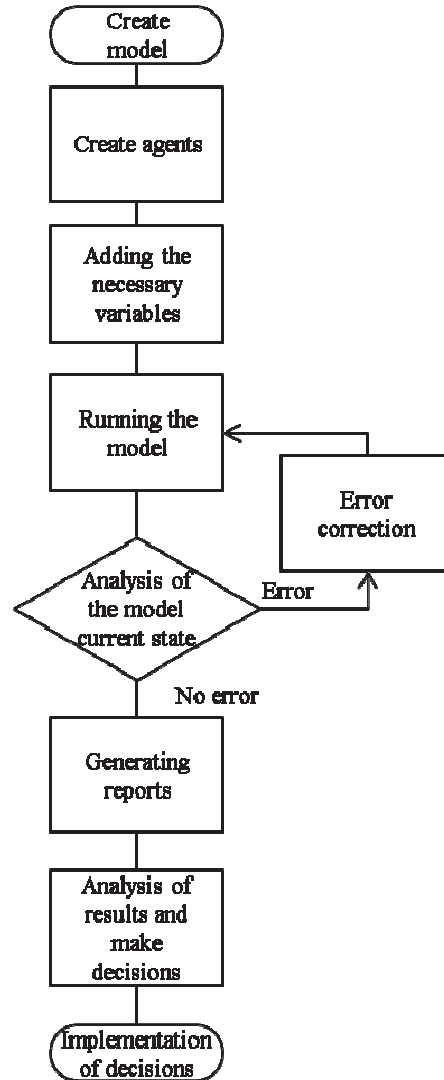 Create
model
Create agents
Adding the
necessary
variables
Running the
model
Error
correction
Analysis of
the model
current state
Error
No error
Generating
reports
Analysis of
results and
make
decisions
Implementation
of decisions